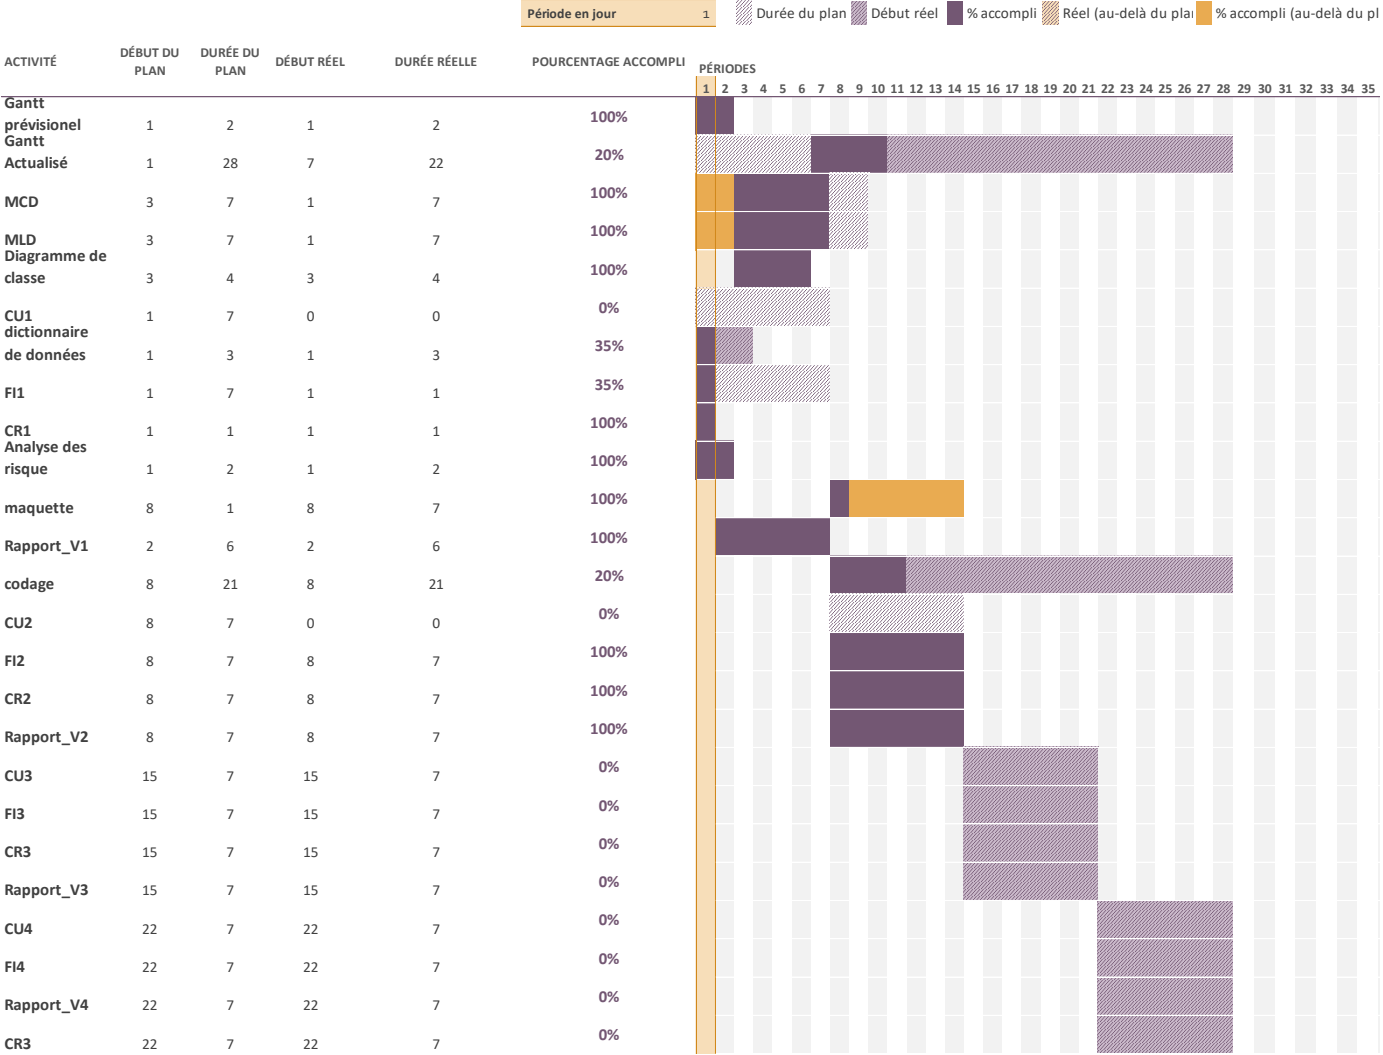 Période en jour 1 Durée du plan Début réel % accompli Réel (au-delà du plan % accompli (au-delà du pl
ACTIVITÉ DÉBUT DU PLAN DURÉE DU PLAN DÉBUT RÉEL DURÉE RÉELLE POURCENTAGE ACCOMPLI PÉRIODES
1 2 3 4 5 6 7 8 9 10 11 12 13 14 15 16 17 18 19 20 21 22 23 24 25 26 27 28 29 30 31 32 33 34 35
Gantt prévisionel 1 2 1 2 100%
Gantt Actualisé 1 28 7 22 20%
MCD 3 7 1 7 100%
MLD 3 7 1 7 100%
Diagramme de classe 3 4 3 4 100%
CU1 1 7 0 0 0%
dictionnaire de données 1 3 1 3 35%
FI1 1 7 1 1 35%
CR1 1 1 1 1 100%
Analyse des risque 1 2 1 2 100%
maquette 8 1 8 7 100%
Rapport_V1 2 6 2 6 100%
codage 8 21 8 21 20%
CU2 8 7 0 0 0%
FI2 8 7 8 7 100%
CR2 8 7 8 7 100%
Rapport_V2 8 7 8 7 100%
CU3 15 7 15 7 0%
FI3 15 7 15 7 0%
CR3 15 7 15 7 0%
Rapport_V3 15 7 15 7 0%
CU4 22 7 22 7 0%
FI4 22 7 22 7 0%
Rapport_V4 22 7 22 7 0%
CR3 22 7 22 7 0%